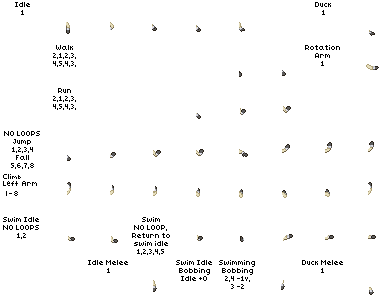 Idle
1
Duck
1
Walk
2,1,2,3,
4,5,4,3,
Rotation
Arm
1
Run
2,1,2,3,
4,5,4,3,
NO LOOPS
Jump
1,2,3,4
Fall
5,6,7,8
Climb
Left Arm
1-8
Swim Idle
NO LOOPS
1,2
Swim
NO LOOP,
Return to
swim idle
1,2,3,4,5
Swim Idle
Bobbing
Idle +0
Swimming
Bobbing
2,4 -1v,
3 -2
Idle Melee
1
Duck Melee
1